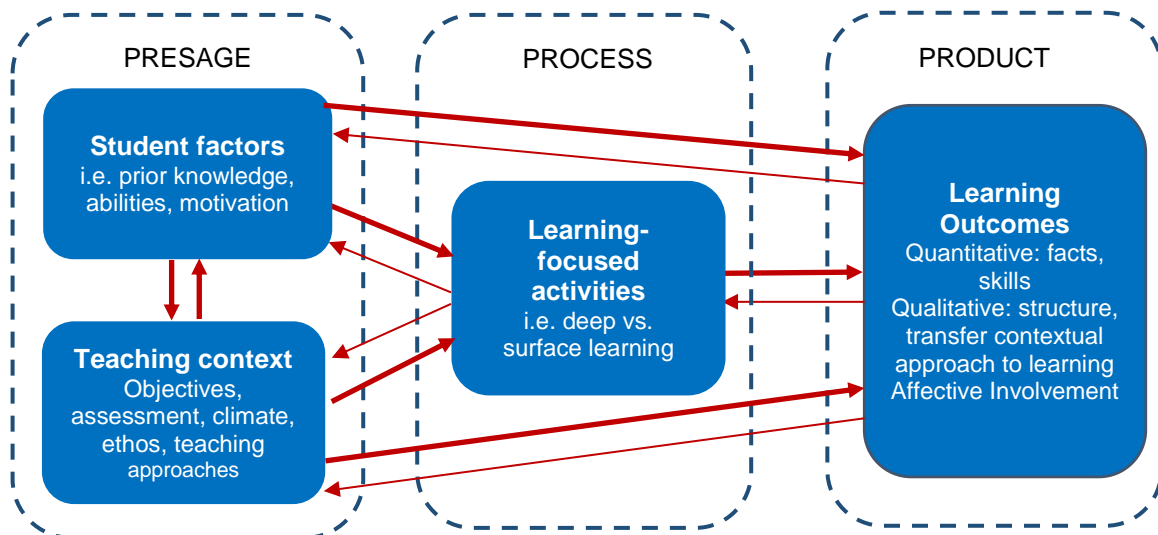 PRESAGE
Student factors
i.e. prior knowledge,
abilities, motivation
Teaching context
Objectives,
assessment, climate,
ethos, teaching
approaches
PROCESS
Learning-
focused
activities
i.e. deep vs.
surface learning
PRODUCT
Learning
Outcomes
Quantitative: facts,
skills
Qualitative: structure,
transfer contextual
approach to learning
Affective Involvement